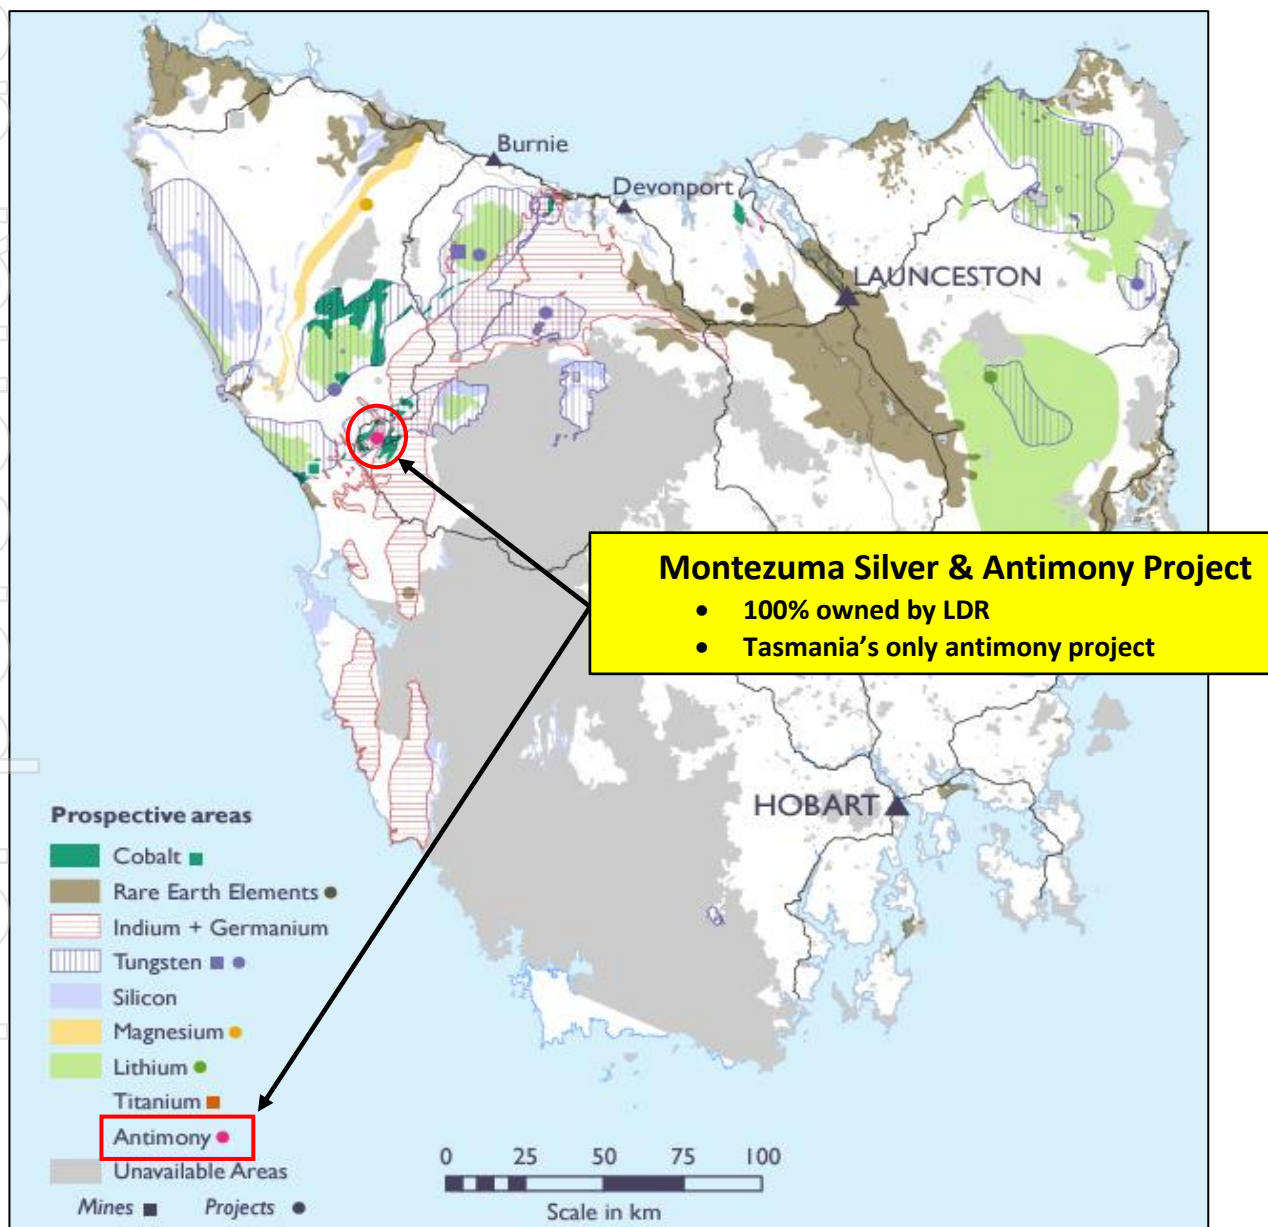 Burnie
Devonport
LAUNCESTON
Montezuma Silver & Antimony Project
• 100% owned by LDR
• Tasmania's only antimony project
HOBART
Prospective areas
Cobalt
Rare Earth Elements
Indium + Germanium
Tungsten
Silicon
Magnesium
Lithium
Titanium
Antimony
Unavailable Areas
Mines Projects
0 25 50 75 100
Scale in km